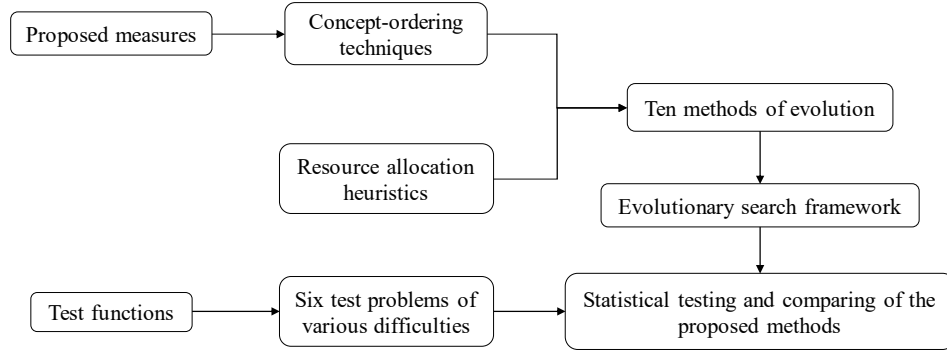 Proposed measures
Concept-ordering
techniques
Ten methods of evolution
Resource allocation
heuristics
Evolutionary search framework
Test functions
Six test problems of
various difficulties
Statistical testing and comparing of the
proposed methods